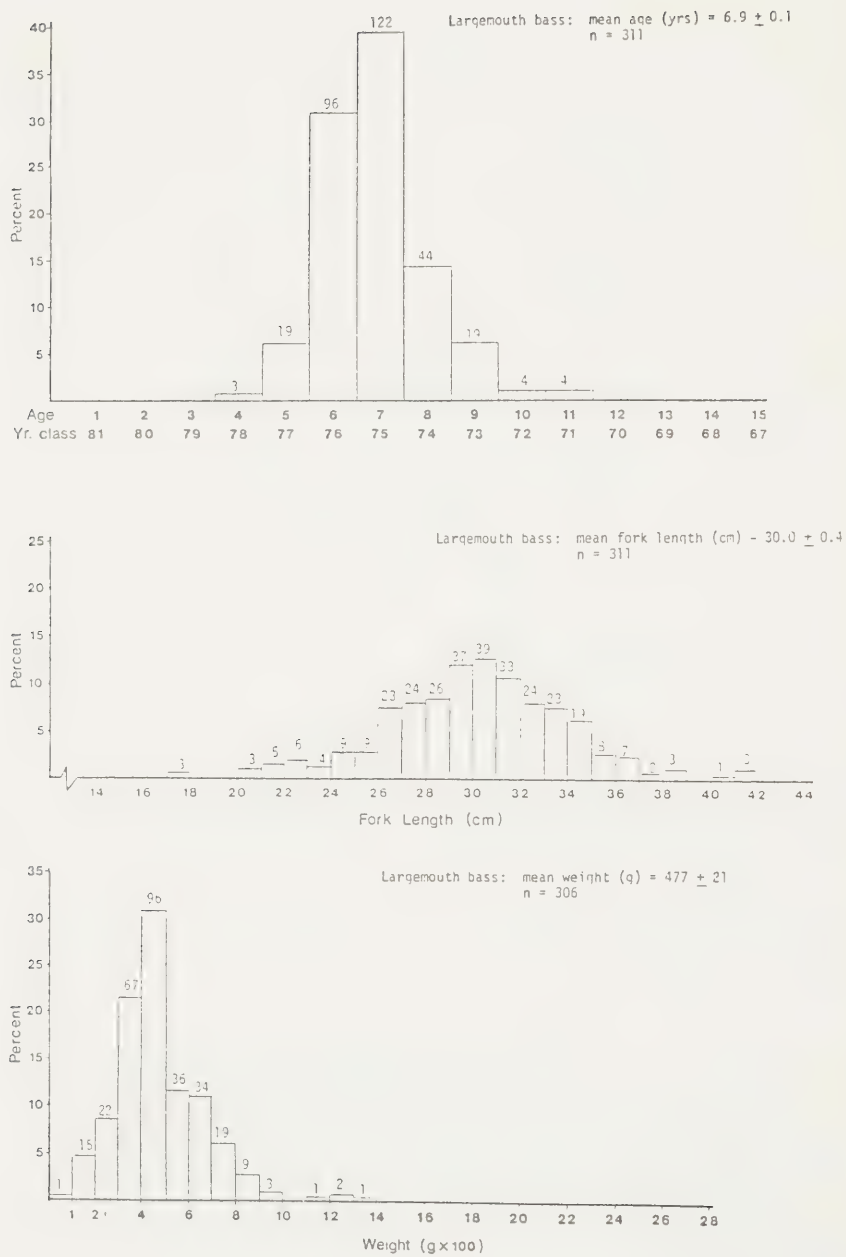 Largemouth bass: mean age (yrs) = 6.9 ± 0.1
n = 311
Percent
40
35
30
25
20
15
10
5
3 19 96 122 44 19 4 4
Age 1 2 3 4 5 6 7 8 9 10 11 12 13 14 15
Yr. class 81 80 79 78 77 76 75 74 73 72 71 70 69 68 67
Largemouth bass: mean fork length (cm) - 30.0 ± 0.4
n = 311
Percent
25
20
15
10
5
3 5 6 4 23 24 26 37 39 33 24 23 19 8 7 2 3 1 3
14 16 18 20 22 24 26 28 30 32 34 36 38 40 42 44
Fork Length (cm)
Largemouth bass: mean weight (g) = 477 ± 21
n = 306
Percent
35
30
25
20
15
10
5
1 15 22 67 96 36 34 19 9 3 1 2 1
1 2 4 6 8 10 12 14 16 18 20 22 24 26 28
Weight (g x 100)